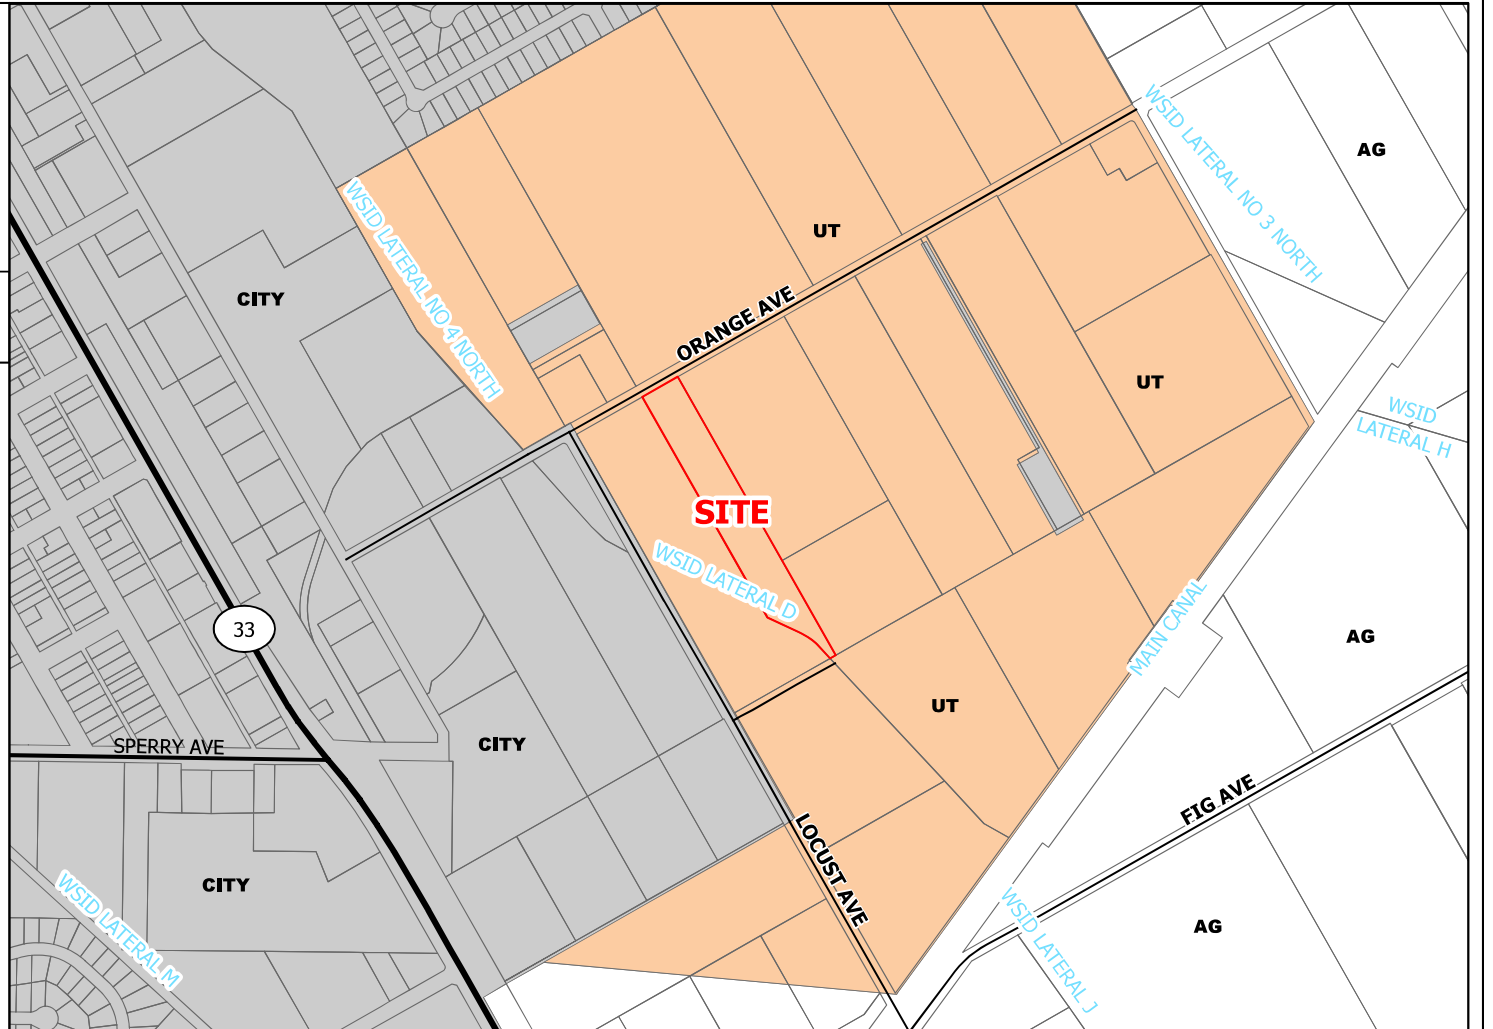 WSID LATERAL NO 3 NORTH
AG
UT
WSID LATERAL NO 4 NORTH
CITY
ORANGE AVE
UT
WSID
LATERAL H
SITE
WSID LATERAL D
MAIN CANAL
33
AG
UT
SPERRY AVE
CITY
FIG AVE
LOCUST AVE
CITY
WSID LATERAL M
WSID LATERAL J
AG